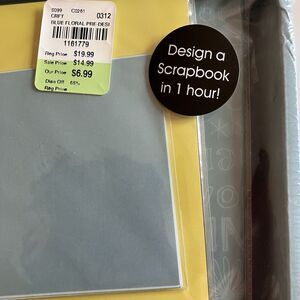 0399 C0261
CRFT 0312
BLUE FLORAL PRE-DESI
1161779
Reg Price $19.99
Sale Price $14.99
Our Price $6.99
Disc Off 65%
Reg Price
Design a
Scrapbook
in 1 hour!